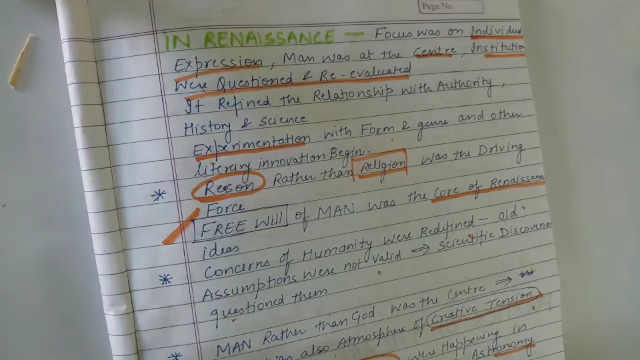 Page No.
IN RENAISSANCE — Focus was on Individu
Expression, Man was at the Centre, Institution
Were Questioned & Re-evaluated
It Refined The Relationship with Authority,
History & Science
Experimentation with Form & genre and other
literary innovation Begin.
* Reason Rather than Religion was the Driving
Force
FREE Will of MAN was the Core of Renaissance
ideas
* Concerns of Humanity were Redefined - old
Assumptions were not Valid ⇒ Scientific Discoveries
questioned them
* MAN Rather than God was the Centre ⇒
also Atmosphere of Creative Tension
were Happening in
Astronomy